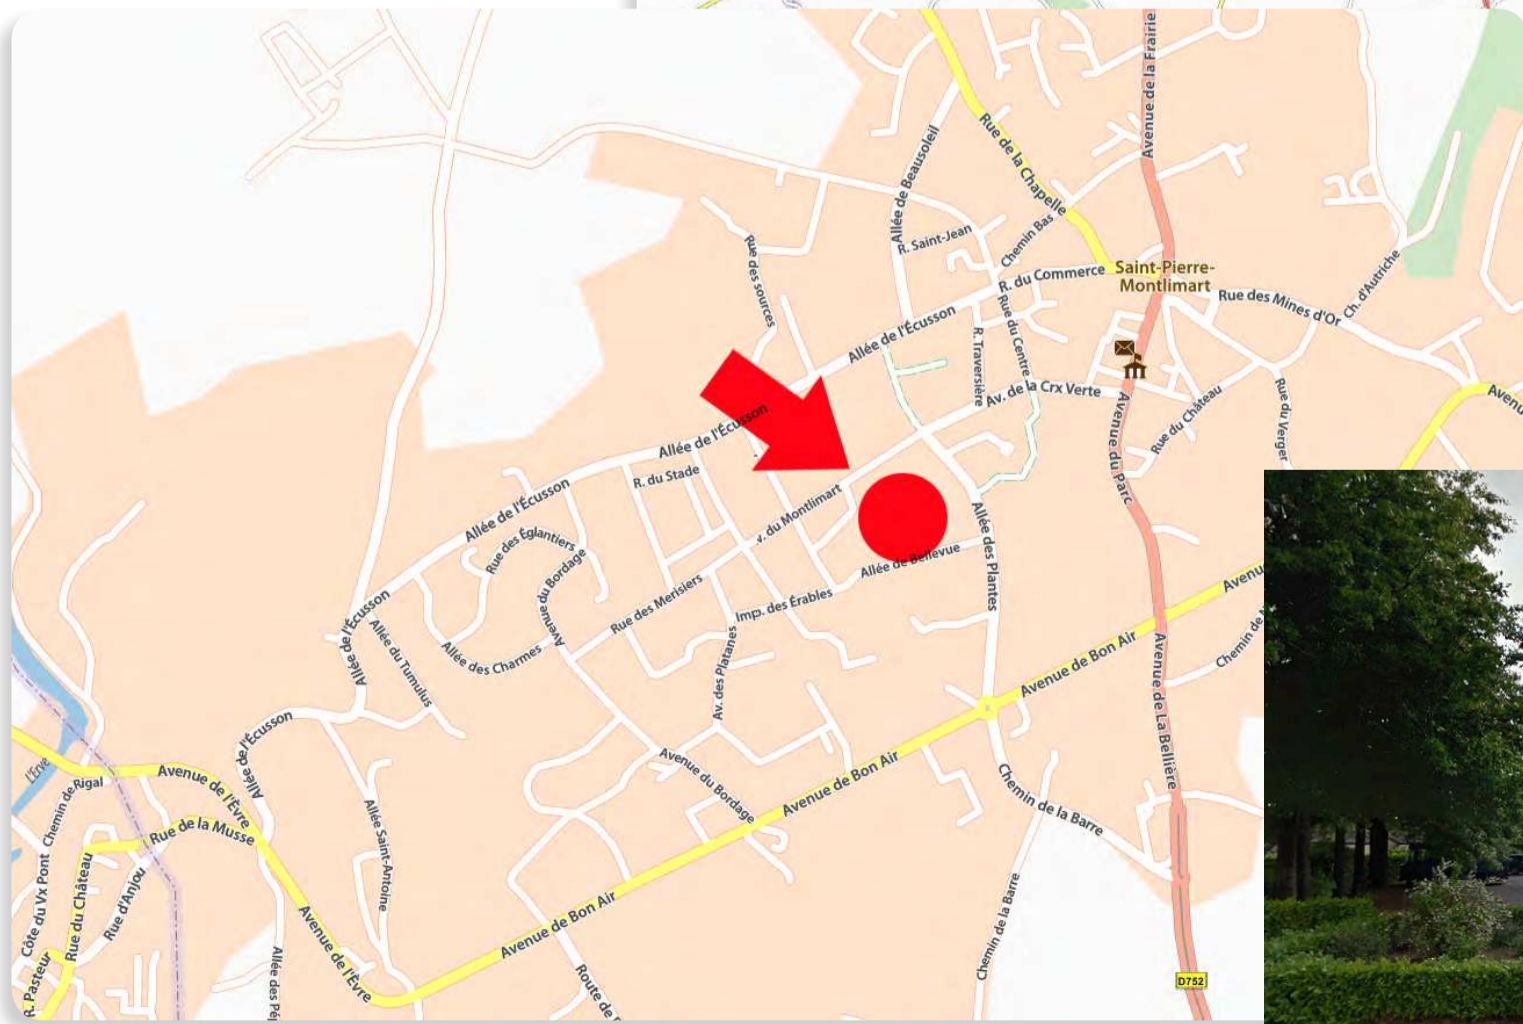 Avenue de la Frairie
Rue de la Chapelle
Allée de Beausoleil
R. Saint-Jean
Chemin Bas
R. du Commerce
Saint-Pierre-
Montlimart
Rue des Mines d'Or
Ch. d'Autriche
Rue des sources
Allée de l'Écusson
R. Traversière
Rue du Centre
Av. de la Crx Verte
Rue du Château
Rue du Verger
Avenue du Parc
Allée de l'Écusson
R. du Stade
Allée de l'Écusson
v. du Montlimart
Allée de Bellevue
Allée des Plantes
Rue des Églantiers
Avenue du Bordage
Rue des Merisiers
Imp. des Érables
Av. des Platanes
Allée des Charmes
Allée de l'Écusson
Allée du Tumulus
Allée de l'Écusson
Avenue de Bon Air
Avenue de La Bellière
Chemin de
Avenue du Bordage
Avenue de Bon Air
Chemin de la Barre
Chemin de la Barre
Chemin de Rigal
Avenue de l'Èvre
Rue de la Musse
Allée Saint-Antoine
Côte du Vx Pont
Rue du Château
Rue d'Anjou
R. Pasteur
Avenue de l'Èvre
Avenue de Bon Air
Route de
D752